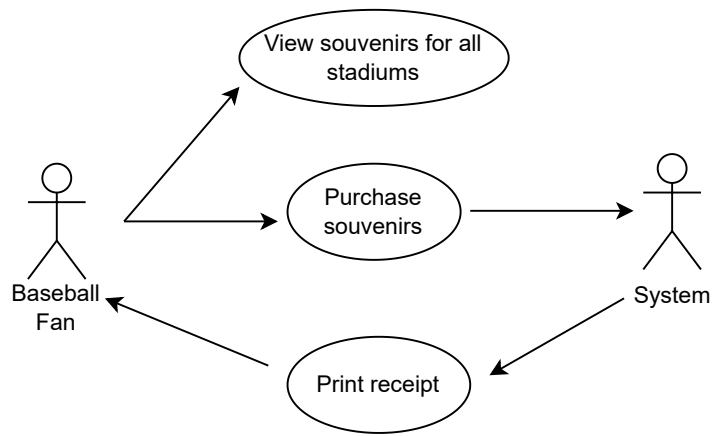 View souvenirs for all
stadiums
Purchase
souvenirs
Baseball
Fan
System
Print receipt